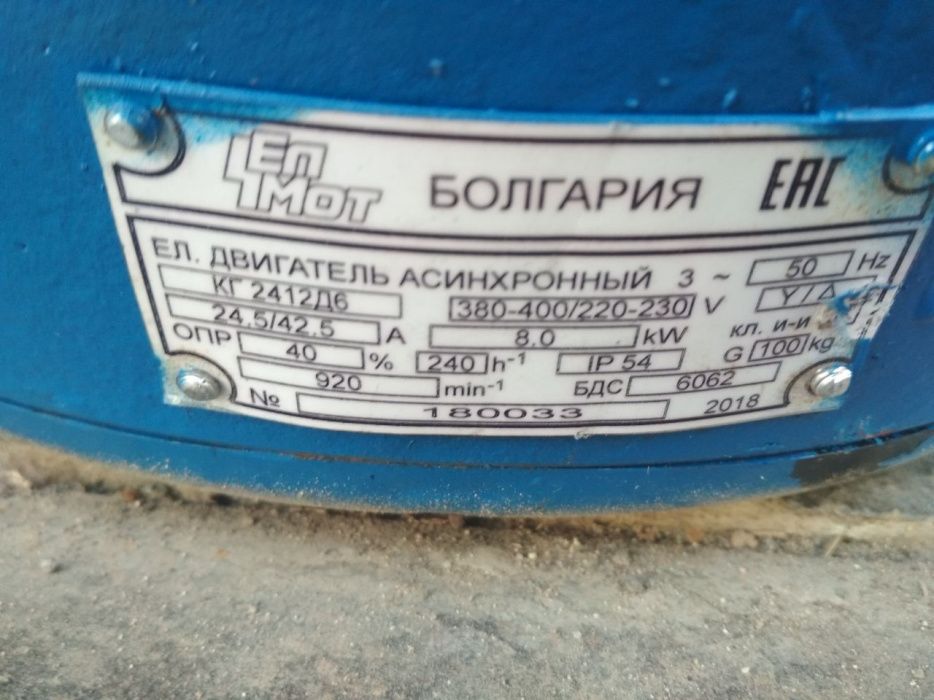 Ел Мот БОЛГАРИЯ EAC
ЕЛ. ДВИГАТЕЛЬ АСИНХРОННЫЙ 3 ~ 50 Hz
КГ 2412Д6 380-400/220-230 V Y / Δ
24.5/42.5 A 8.0 kW кл. и-и
ОПР 40 % 240 h-1 IP 54 G 100 kg
920 min-1 БДС 6062
№ 180033 2018